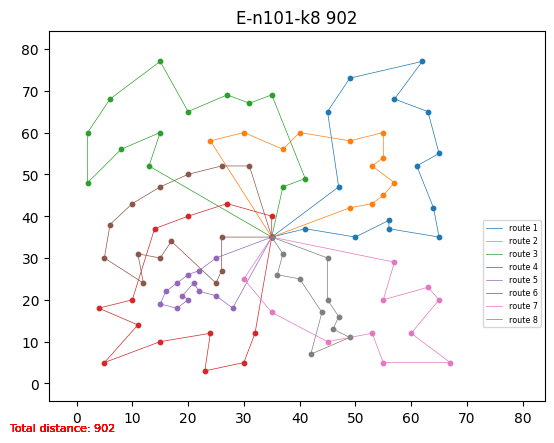 E-n101-k8 902
80
70
60
50
40
30
20
10
0
0 10 20 30 40 50 60 70 80
route 1
route 2
route 3
route 4
route 5
route 6
route 7
route 8
Total distance: 902